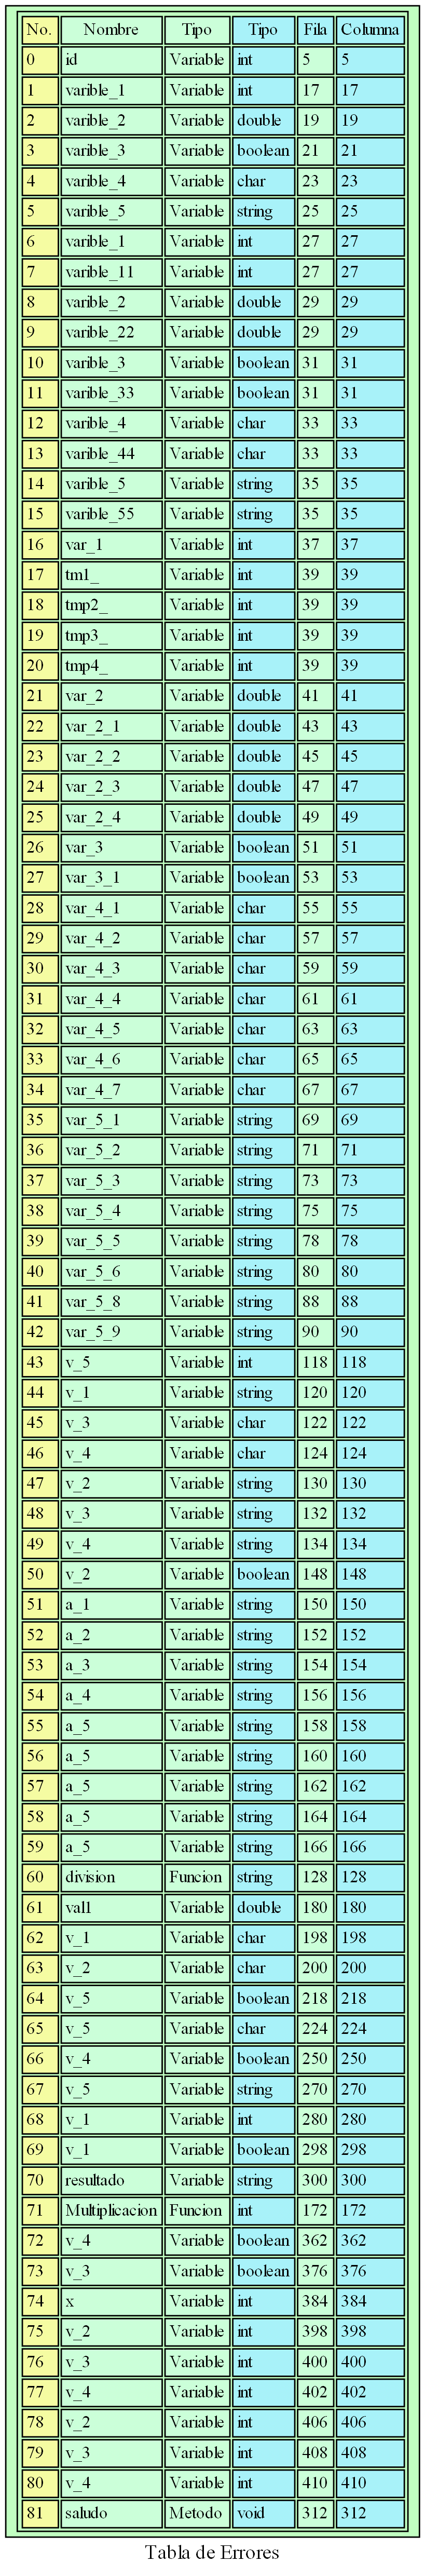 No. Nombre Tipo Tipo Fila Columna
0 id Variable int 5 5
1 varible_1 Variable int 17 17
2 varible_2 Variable double 19 19
3 varible_3 Variable boolean 21 21
4 varible_4 Variable char 23 23
5 varible_5 Variable string 25 25
6 varible_1 Variable int 27 27
7 varible_11 Variable int 27 27
8 varible_2 Variable double 29 29
9 varible_22 Variable double 29 29
10 varible_3 Variable boolean 31 31
11 varible_33 Variable boolean 31 31
12 varible_4 Variable char 33 33
13 varible_44 Variable char 33 33
14 varible_5 Variable string 35 35
15 varible_55 Variable string 35 35
16 var_1 Variable int 37 37
17 tm1_ Variable int 39 39
18 tmp2_ Variable int 39 39
19 tmp3_ Variable int 39 39
20 tmp4_ Variable int 39 39
21 var_2 Variable double 41 41
22 var_2_1 Variable double 43 43
23 var_2_2 Variable double 45 45
24 var_2_3 Variable double 47 47
25 var_2_4 Variable double 49 49
26 var_3 Variable boolean 51 51
27 var_3_1 Variable boolean 53 53
28 var_4_1 Variable char 55 55
29 var_4_2 Variable char 57 57
30 var_4_3 Variable char 59 59
31 var_4_4 Variable char 61 61
32 var_4_5 Variable char 63 63
33 var_4_6 Variable char 65 65
34 var_4_7 Variable char 67 67
35 var_5_1 Variable string 69 69
36 var_5_2 Variable string 71 71
37 var_5_3 Variable string 73 73
38 var_5_4 Variable string 75 75
39 var_5_5 Variable string 78 78
40 var_5_6 Variable string 80 80
41 var_5_8 Variable string 88 88
42 var_5_9 Variable string 90 90
43 v_5 Variable int 118 118
44 v_1 Variable string 120 120
45 v_3 Variable char 122 122
46 v_4 Variable char 124 124
47 v_2 Variable string 130 130
48 v_3 Variable string 132 132
49 v_4 Variable string 134 134
50 v_2 Variable boolean 148 148
51 a_1 Variable string 150 150
52 a_2 Variable string 152 152
53 a_3 Variable string 154 154
54 a_4 Variable string 156 156
55 a_5 Variable string 158 158
56 a_5 Variable string 160 160
57 a_5 Variable string 162 162
58 a_5 Variable string 164 164
59 a_5 Variable string 166 166
60 division Funcion string 128 128
61 val1 Variable double 180 180
62 v_1 Variable char 198 198
63 v_2 Variable char 200 200
64 v_5 Variable boolean 218 218
65 v_5 Variable char 224 224
66 v_4 Variable boolean 250 250
67 v_5 Variable string 270 270
68 v_1 Variable int 280 280
69 v_1 Variable boolean 298 298
70 resultado Variable string 300 300
71 Multiplicacion Funcion int 172 172
72 v_4 Variable boolean 362 362
73 v_3 Variable boolean 376 376
74 x Variable int 384 384
75 v_2 Variable int 398 398
76 v_3 Variable int 400 400
77 v_4 Variable int 402 402
78 v_2 Variable int 406 406
79 v_3 Variable int 408 408
80 v_4 Variable int 410 410
81 saludo Metodo void 312 312
Tabla de Errores